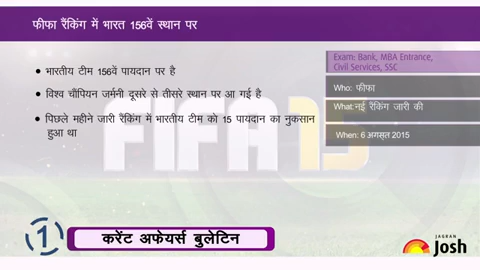 फीफा रैंकिंग में भारत 156वें स्थान पर
• भारतीय टीम 156वें पायदान पर है
• विश्व चौंपियन जर्मनी दूसरे से तीसरे स्थान पर आ गई है
• पिछले महीने जारी रैंकिंग में भारतीय टीम को 15 पायदान का नुकसान
हुआ था
Exam: Bank, MBA Entrance,
Civil Services, SSC
Who: फीफा
What: नई रैंकिंग जारी की
When: 6 अगस्त 2015
FIFA 15
1
करेंट अफेयर्स बुलेटिन
JAGRAN
Josh